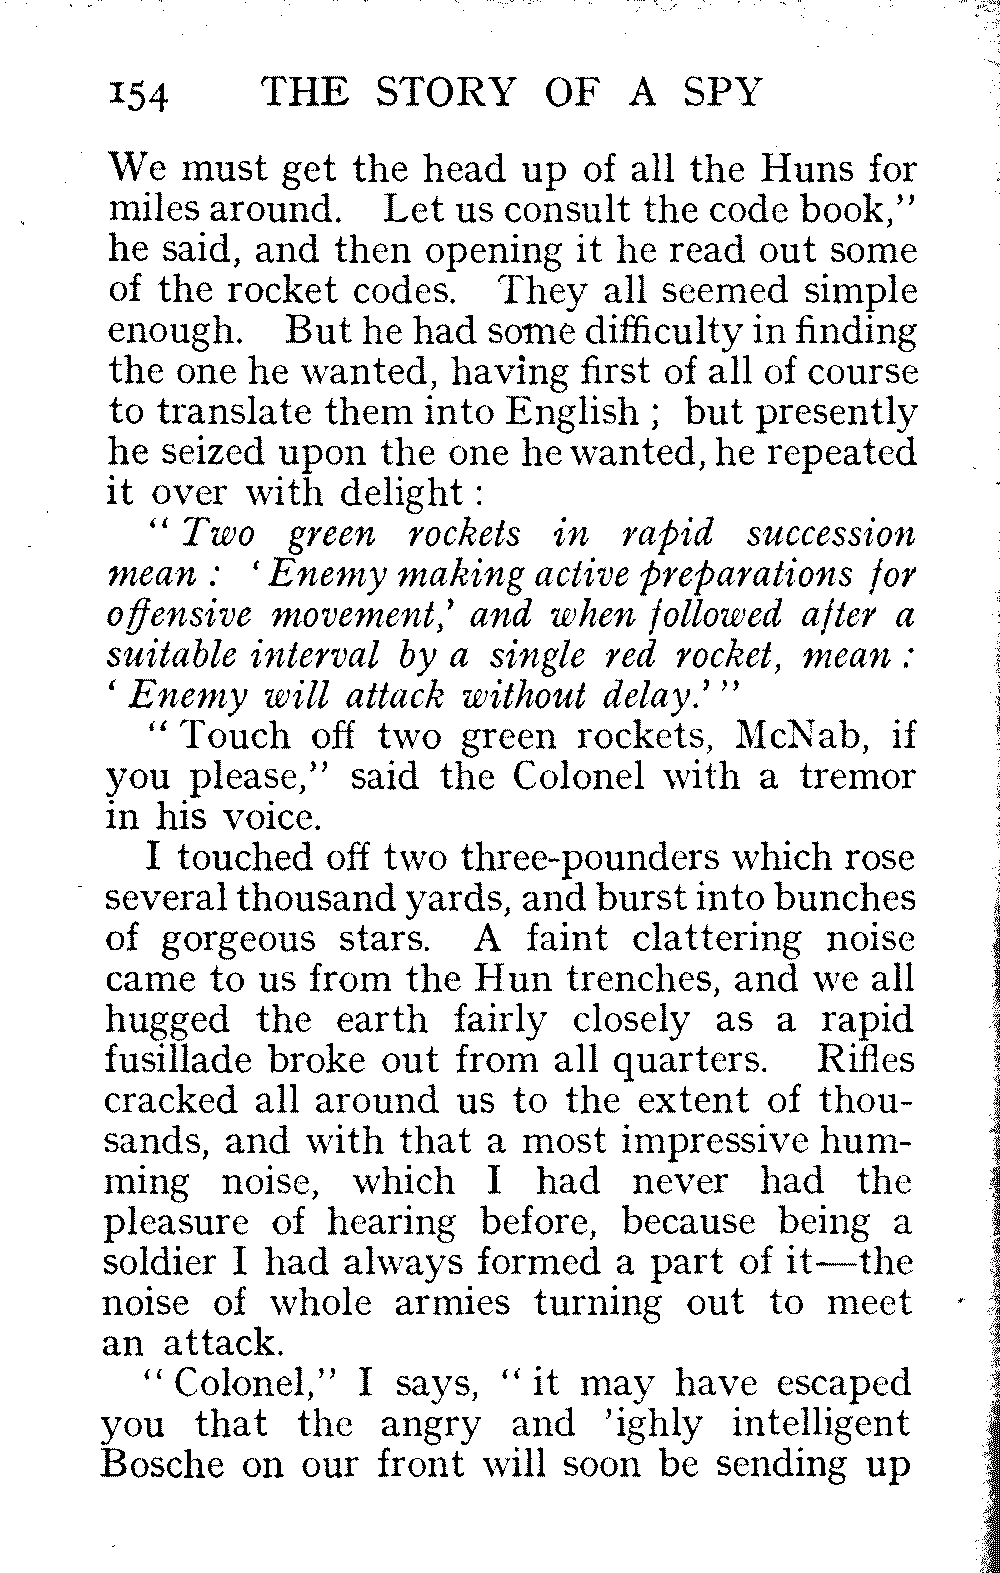 154 THE STORY OF A SPY
We must get the head up of all the Huns for
miles around. Let us consult the code book,"
he said, and then opening it he read out some
of the rocket codes. They all seemed simple
enough. But he had some difficulty in finding
the one he wanted, having first of all of course
to translate them into English ; but presently
he seized upon the one he wanted, he repeated
it over with delight :
" Two green rockets in rapid succession
mean : ' Enemy making active preparations for
offensive movement,' and when followed after a
suitable interval by a single red rocket, mean :
' Enemy will attack without delay.' "
" Touch off two green rockets, McNab, if
you please," said the Colonel with a tremor
in his voice.
I touched off two three-pounders which rose
several thousand yards, and burst into bunches
of gorgeous stars. A faint clattering noise
came to us from the Hun trenches, and we all
hugged the earth fairly closely as a rapid
fusillade broke out from all quarters. Rifles
cracked all around us to the extent of thou-
sands, and with that a most impressive hum-
ming noise, which I had never had the
pleasure of hearing before, because being a
soldier I had always formed a part of it—the
noise of whole armies turning out to meet
an attack.
" Colonel," I says, " it may have escaped
you that the angry and 'ighly intelligent
Bosche on our front will soon be sending up